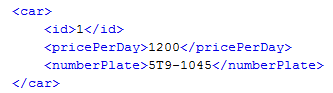 <car>
    <id>1</id>
    <pricePerDay>1200</pricePerDay>
    <numberPlate>5T9-1045</numberPlate>
</car>